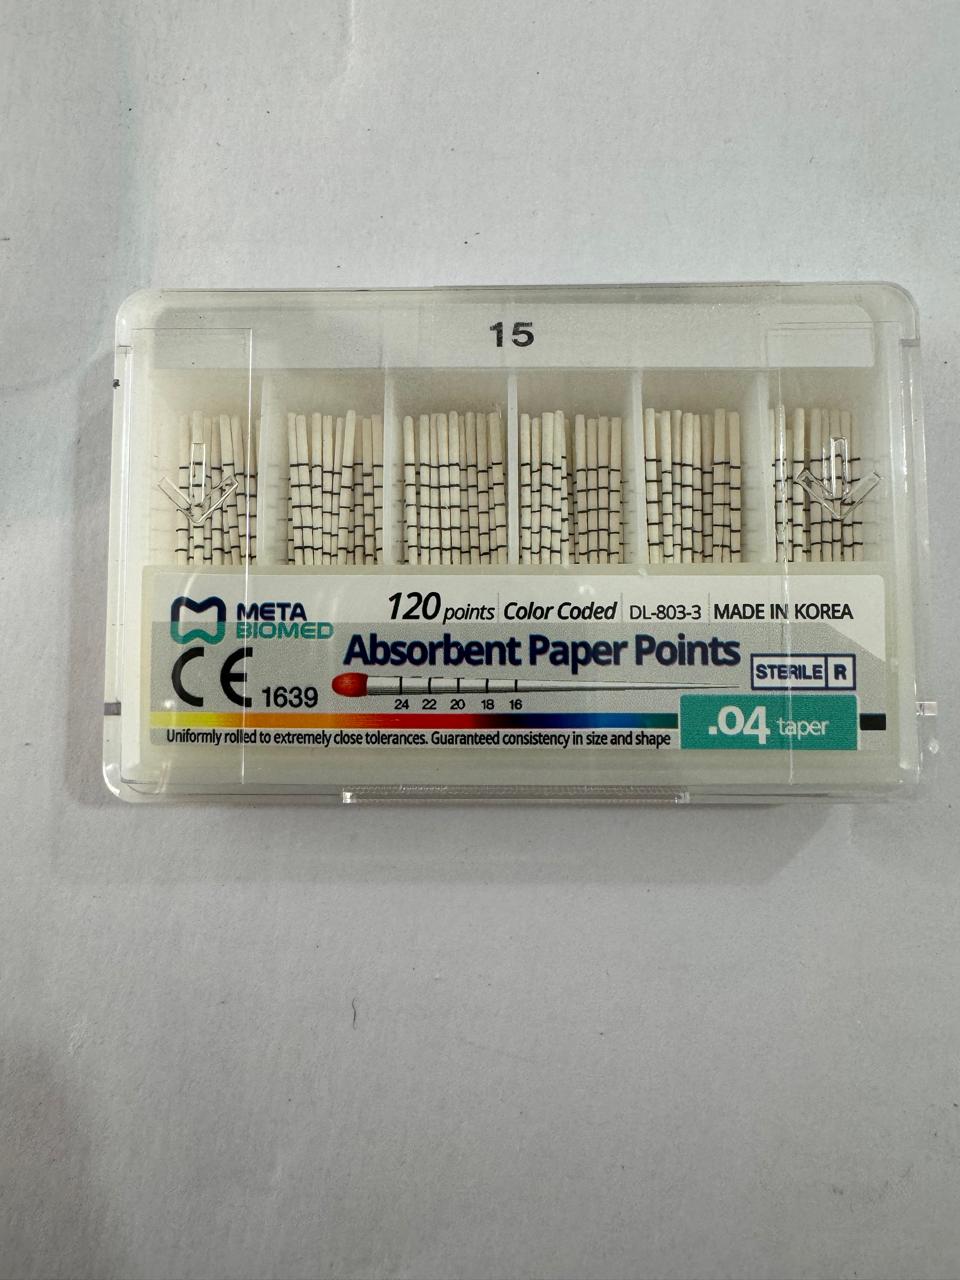 15
META
BIOMED
120 points Color Coded DL-803-3 MADE IN KOREA
Absorbent Paper Points
STERILE R
CE 1639
24 22 20 18 16
.04 taper
Uniformly rolled to extremely close tolerances. Guaranteed consistency in size and shape